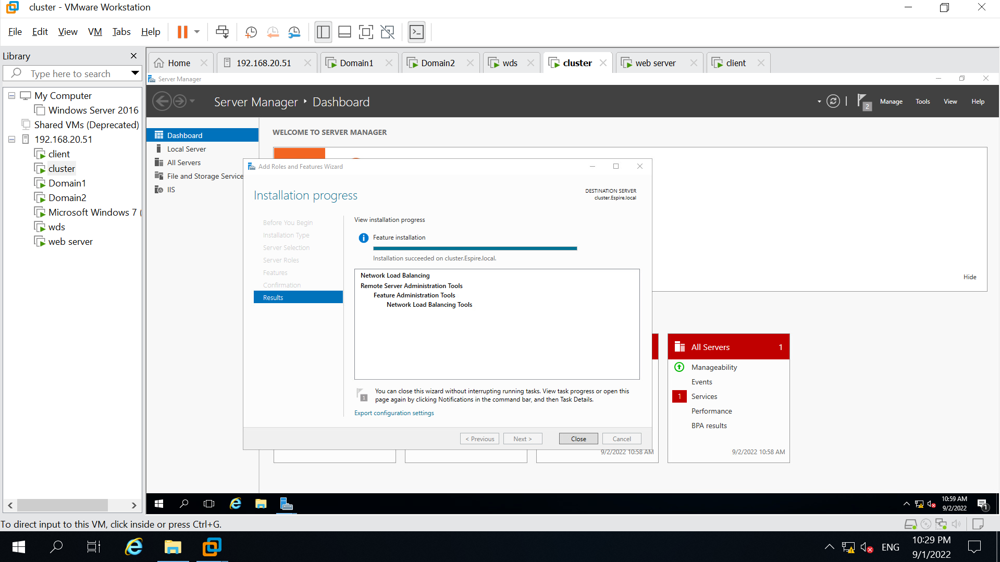 cluster - VMware Workstation
File Edit View VM Tabs Help
Library
Type here to search
My Computer
Windows Server 2016
Shared VMs (Deprecated)
192.168.20.51
client
cluster
Domain1
Domain2
Microsoft Windows 7 (
wds
web server
Home
192.168.20.51
Domain1
Domain2
wds
cluster
web server
client
Server Manager
Server Manager Dashboard
2
Manage Tools View Help
Dashboard
Local Server
All Servers
File and Storage Service
IIS
WELCOME TO SERVER MANAGER
Hide
Add Roles and Features Wizard
Installation progress
DESTINATION SERVER
cluster.Espire.local
Before You Begin
Installation Type
Server Selection
Server Roles
Features
Confirmation
Results
View installation progress
Feature installation
Installation succeeded on cluster.Espire.local.
Network Load Balancing
Remote Server Administration Tools
Feature Administration Tools
Network Load Balancing Tools
1
You can close this wizard without interrupting running tasks. View task progress or open this
page again by clicking Notifications in the command bar, and then Task Details.
Export configuration settings
< Previous
Next >
Close
Cancel
9/2/2022 10:58 AM
All Servers 1
Manageability
Events
1 Services
Performance
BPA results
9/2/2022 10:58 AM
10:59 AM
9/2/2022
1
To direct input to this VM, click inside or press Ctrl+G.
ENG
10:29 PM
9/1/2022